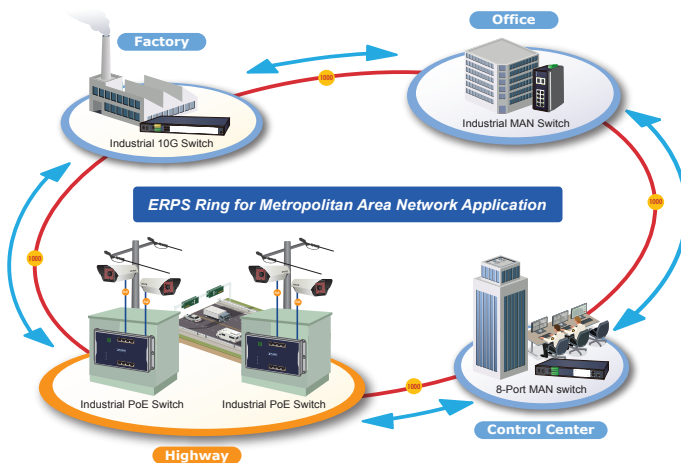 Factory
Office
1000
Industrial 10G Switch
Industrial MAN Switch
ERPS Ring for Metropolitan Area Network Application
1000
1000
Industrial PoE Switch
Industrial PoE Switch
1000
8-Port MAN switch
Control Center
Highway